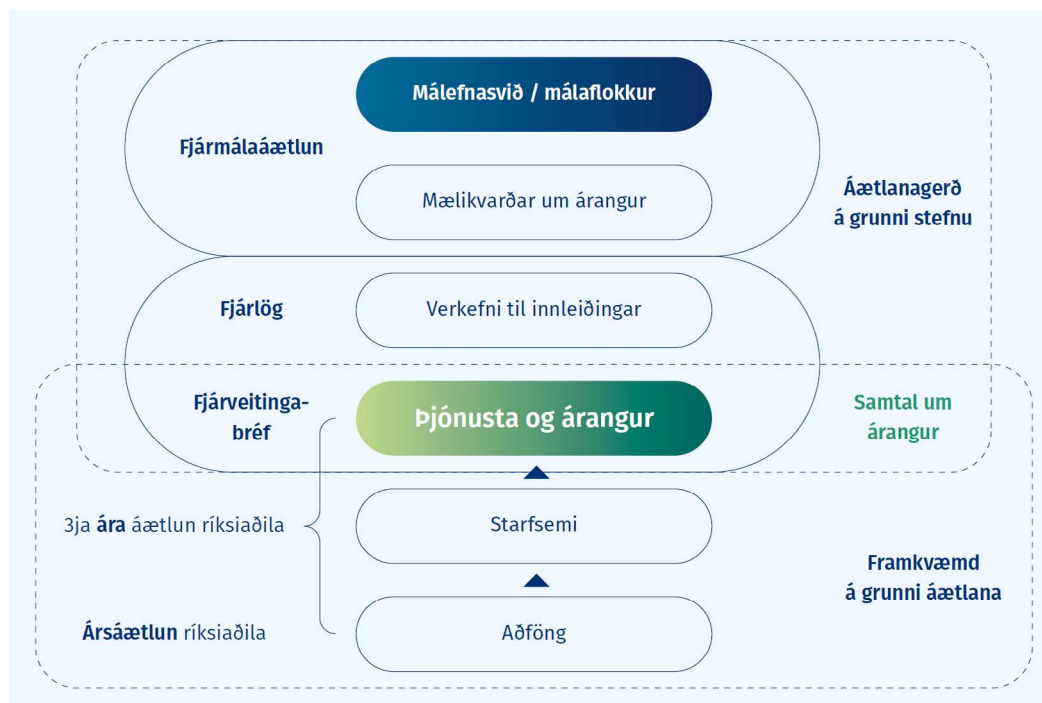 Málefnasvið / málaflokkur
Fjármálaáætlun
Mælikvarðar um árangur
Áætlanagerð
á grunni stefnu
Fjárlög
Verkefni til innleiðingar
Fjárveitinga-
bréf
Þjónusta og árangur
Samtal um
árangur
3ja ára áætlun ríksiaðila
Starfsemi
Framkvæmd
á grunni áætlana
Ársáætlun ríksiaðila
Aðföng